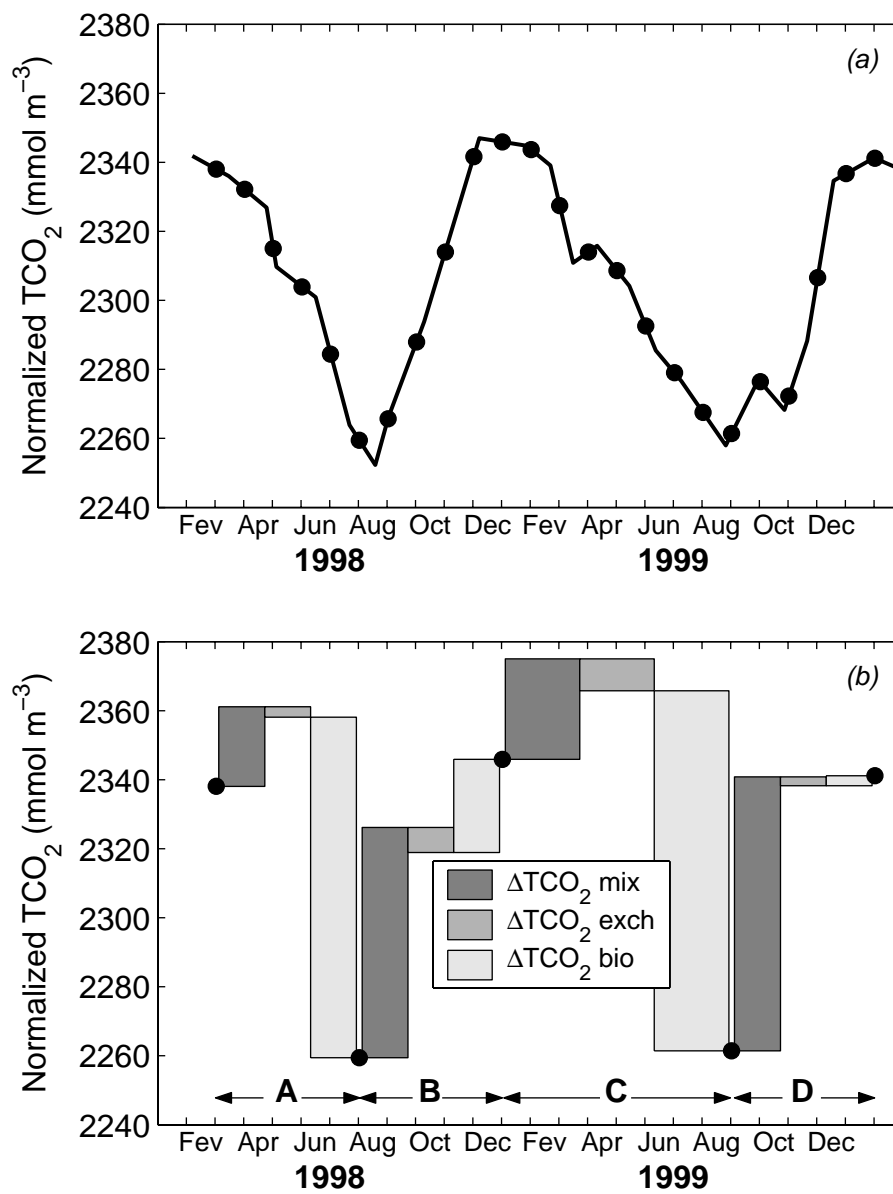 (a)
Normalized TCO2 (mmol m−3)
2380
2360
2340
2320
2300
2280
2260
2240
Fev Apr Jun Aug Oct Dec Fev Apr Jun Aug Oct Dec
1998 1999
(b)
Normalized TCO2 (mmol m−3)
2380
2360
2340
2320
2300
2280
2260
2240
ΔTCO2 mix
ΔTCO2 exch
ΔTCO2 bio
A B C D
Fev Apr Jun Aug Oct Dec Fev Apr Jun Aug Oct Dec
1998 1999